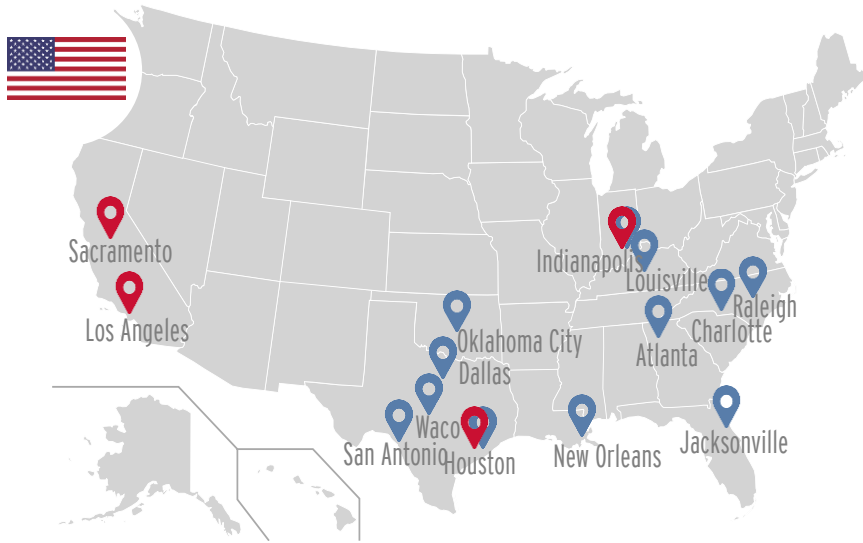 Sacramento
Los Angeles
Indianapolis
Louisville
Raleigh
Charlotte
Oklahoma City
Atlanta
Dallas
Waco
San Antonio
Houston
New Orleans
Jacksonville